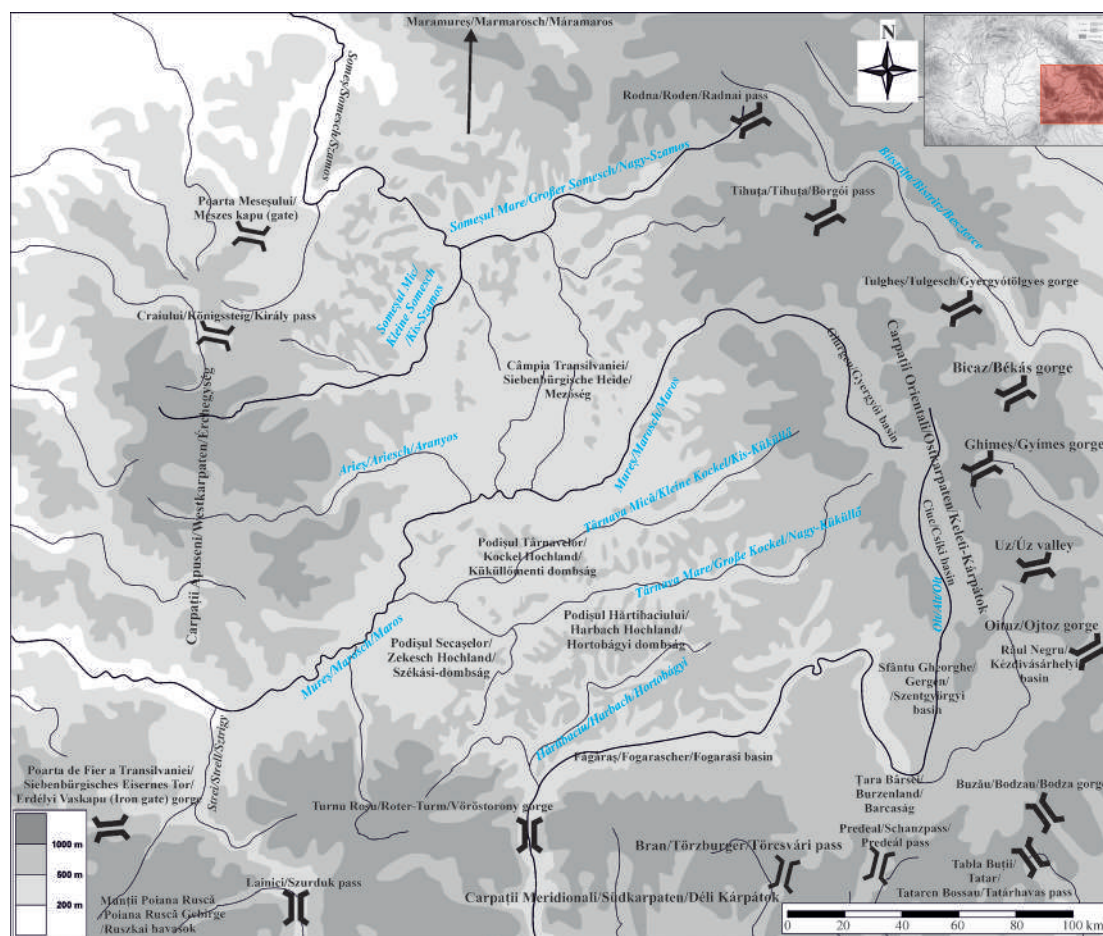 Maramureș/Marmarosch/Máramaros
N
Rodna/Roden/Radnai pass
Someș/Somesch/Szamos
Someșul Mare/Großer Somesch/Nagy-Szamos
Bistrița/Bistritz/Beszterce
Tihuța/Tihuța/Borgói pass
Poarta Meseșului/
Meszes kapu (gate)
Someșul Mic/
Kleine Somesch
/Kis-Szamos
Tulgheș/Tulgesch/Gyergyótölgyes gorge
Craiului/Königssteig/Király pass
Giurgeu/Gyergyói basin
Carpații Orientali/Ostkarpaten/Keleti-Kárpátok
Câmpia Transilvaniei/
Siebenbürgische Heide/
Mezőség
Bicaz/Békás gorge
Mureș/Marosch/Maros
Carpații Apuseni/Westkarpaten/Érchegység
Arieș/Ariesch/Aranyos
Ghimeș/Gyímes gorge
Târnava Mică/Kleine Kockel/Kis-Küküllő
Ciuc/Csíki basin
Podișul Târnavelor/
Kockel Hochland/
Küküllőmenti dombság
Târnava Mare/Große Kockel/Nagy-Küküllő
Uz/Úz valley
Olt/Alt/Olt
Podișul Hârtibaciului/
Harbach Hochland/
Hortobágyi dombság
Oituz/Ojtoz gorge
Podișul Secașelor/
Zekesch Hochland/
Székási-dombság
Mureș/Marosch/Maros
Râul Negru/
Kézdivásárhelyi
basin
Sfântu Gheorghe/
Gergen/
/Szentgyörgyi
basin
Hârtibaciu/Harbach/Hortobágyi
Strei/Strell/Sztrigy
Făgăraș/Fogarascher/Fogarasi basin
Poarta de Fier a Transilvaniei/
Siebenbürgisches Eisernes Tor/
Erdélyi Vaskapu (Iron gate) gorge
Țara Bârsei/
Burzenland/
Barcaság
Buzău/Bodzau/Bodza gorge
Turnu Roșu/Roter-Turm/Vöröstorony gorge
Predeal/Schanzpass/
Predeál pass
Bran/Törzburger/Törcsvári pass
Tabla Buții/
Tatar/
Tataren Bossau/Tatárhavas pass
1000 m
500 m
200 m
Lainici/Szurduk pass
Munții Poiana Ruscă
/Poiana Ruscă Gebirge
/Ruszkai havasok
Carpații Meridionali/Südkarpaten/Déli Kárpátok
0 20 40 60 80 100 km